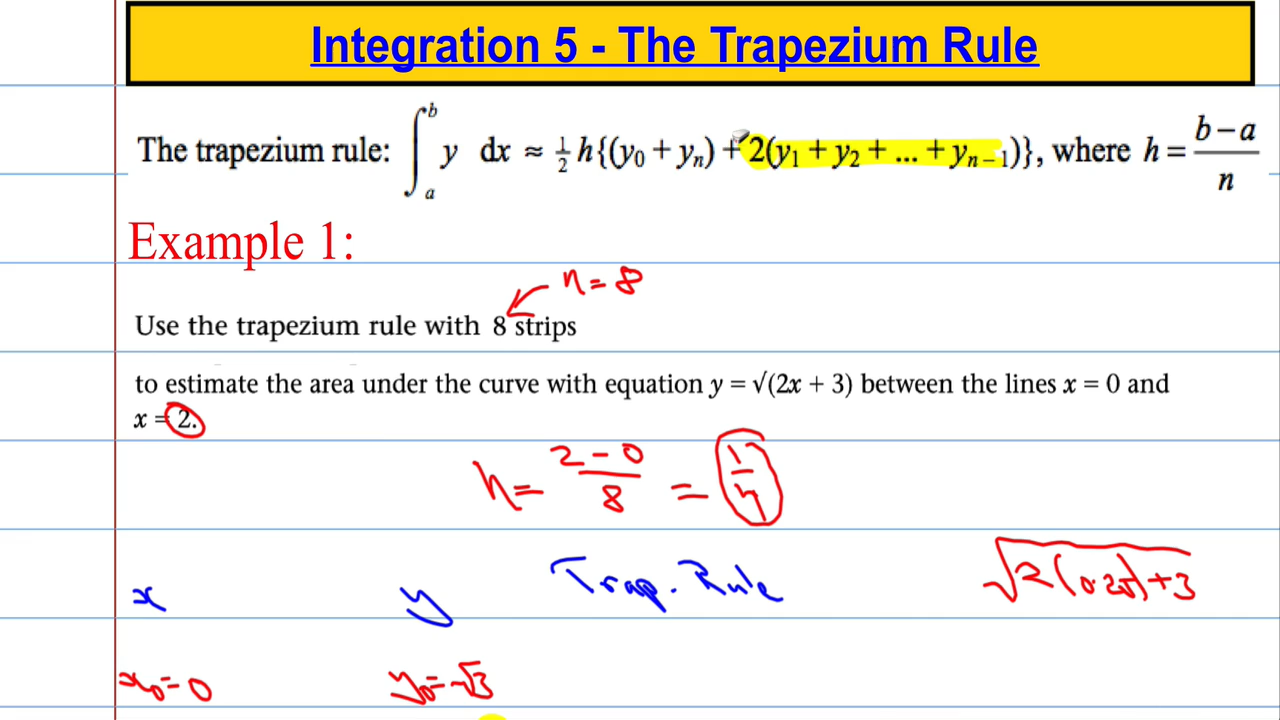 Integration 5 - The Trapezium Rule
The trapezium rule: ∫ₐᵇ y dx ≈ ½h{(y₀ + yₙ) + 2(y₁ + y₂ + ... + yₙ₋₁)}, where h = (b−a)/n
Example 1:
n = 8
Use the trapezium rule with 8 strips
to estimate the area under the curve with equation y = √(2x + 3) between the lines x = 0 and
x = 2.
h = (2 − 0)/8 = 1/4
x y Trap. Rule √2(0.25)+3
x₀ = 0 y₀ = √3